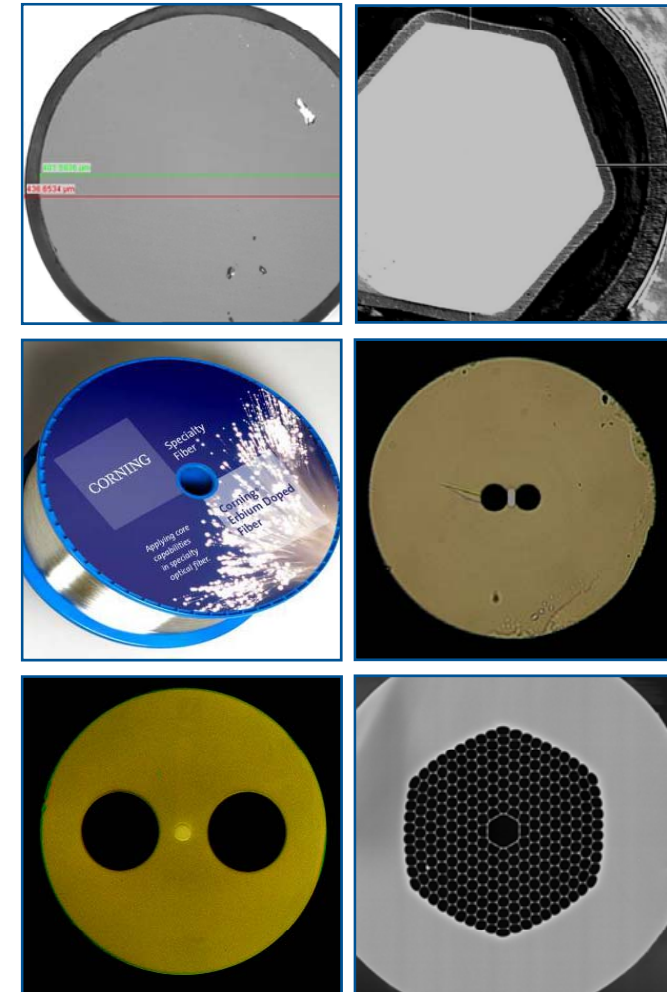 436.6534 µm
CORNING
Specialty
Fiber
Corning®
Erbium Doped
Fiber
Applying core
capabilities
in specialty
optical fiber.